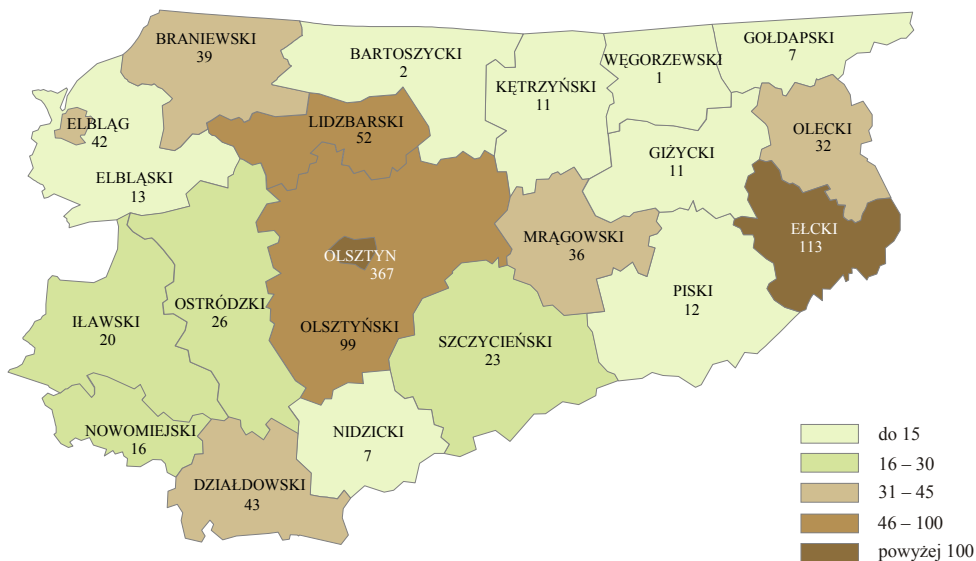 BRANIEWSKI
39
BARTOSZYCKI
2
KĘTRZYŃSKI
11
WĘGORZEWSKI
1
GOŁDAPSKI
7
ELBLĄG
42
LIDZBARSKI
52
OLECKI
32
ELBLĄSKI
13
GIŻYCKI
11
EŁCKI
113
MRĄGOWSKI
36
OLSZTYN
367
PISKI
12
OSTRÓDZKI
26
IŁAWSKI
20
OLSZTYŃSKI
99
SZCZYCIEŃSKI
23
NOWOMIEJSKI
16
NIDZICKI
7
DZIAŁDOWSKI
43
do 15
16 – 30
31 – 45
46 – 100
powyżej 100